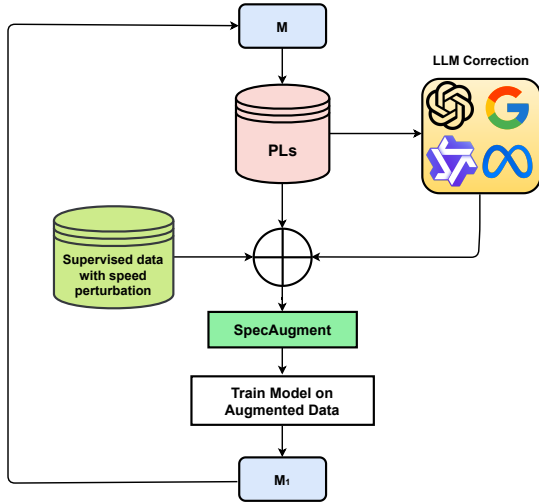 M
LLM Correction
PLs
Supervised data
with speed
perturbation
SpecAugment
Train Model on
Augmented Data
M₁